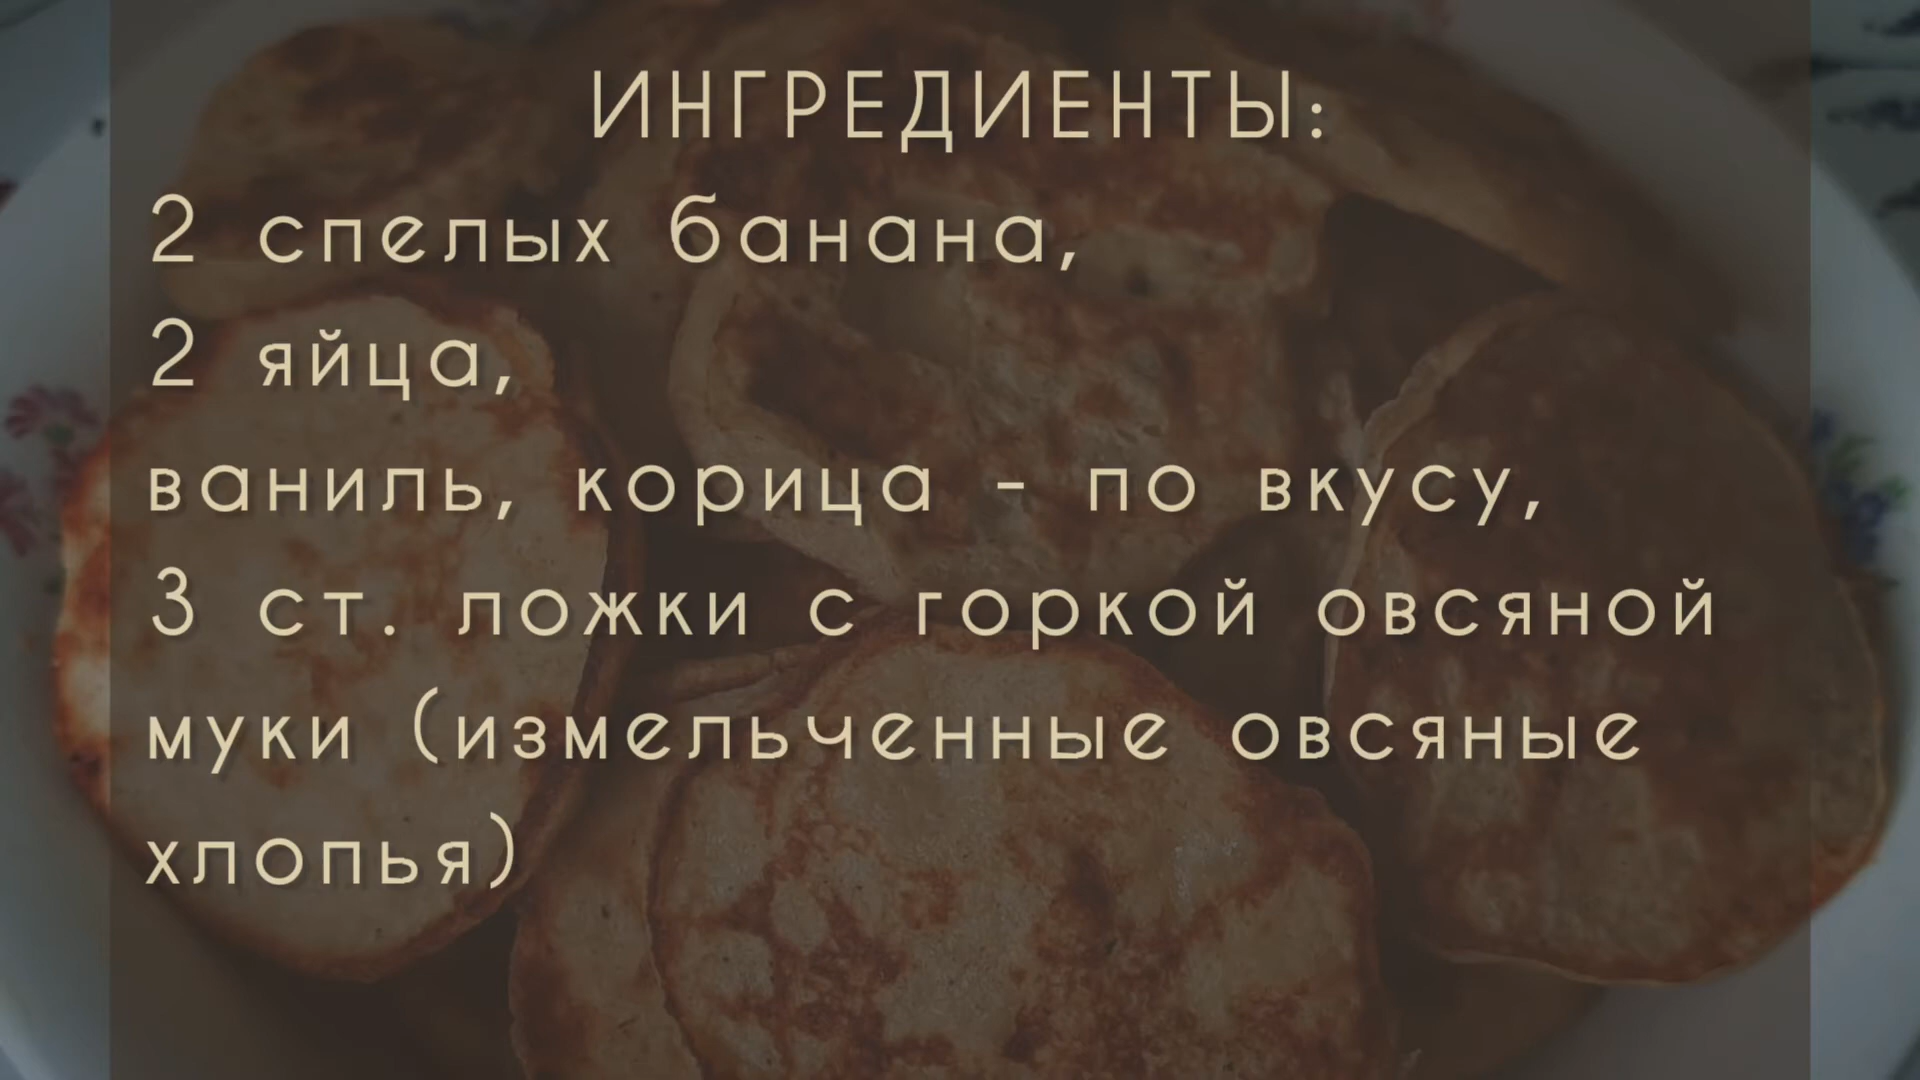 ИНГРЕДИЕНТЫ:
2 спелых банана,
2 яйца,
ваниль, корица - по вкусу,
3 ст. ложки с горкой овсяной
муки (измельченные овсяные
хлопья)